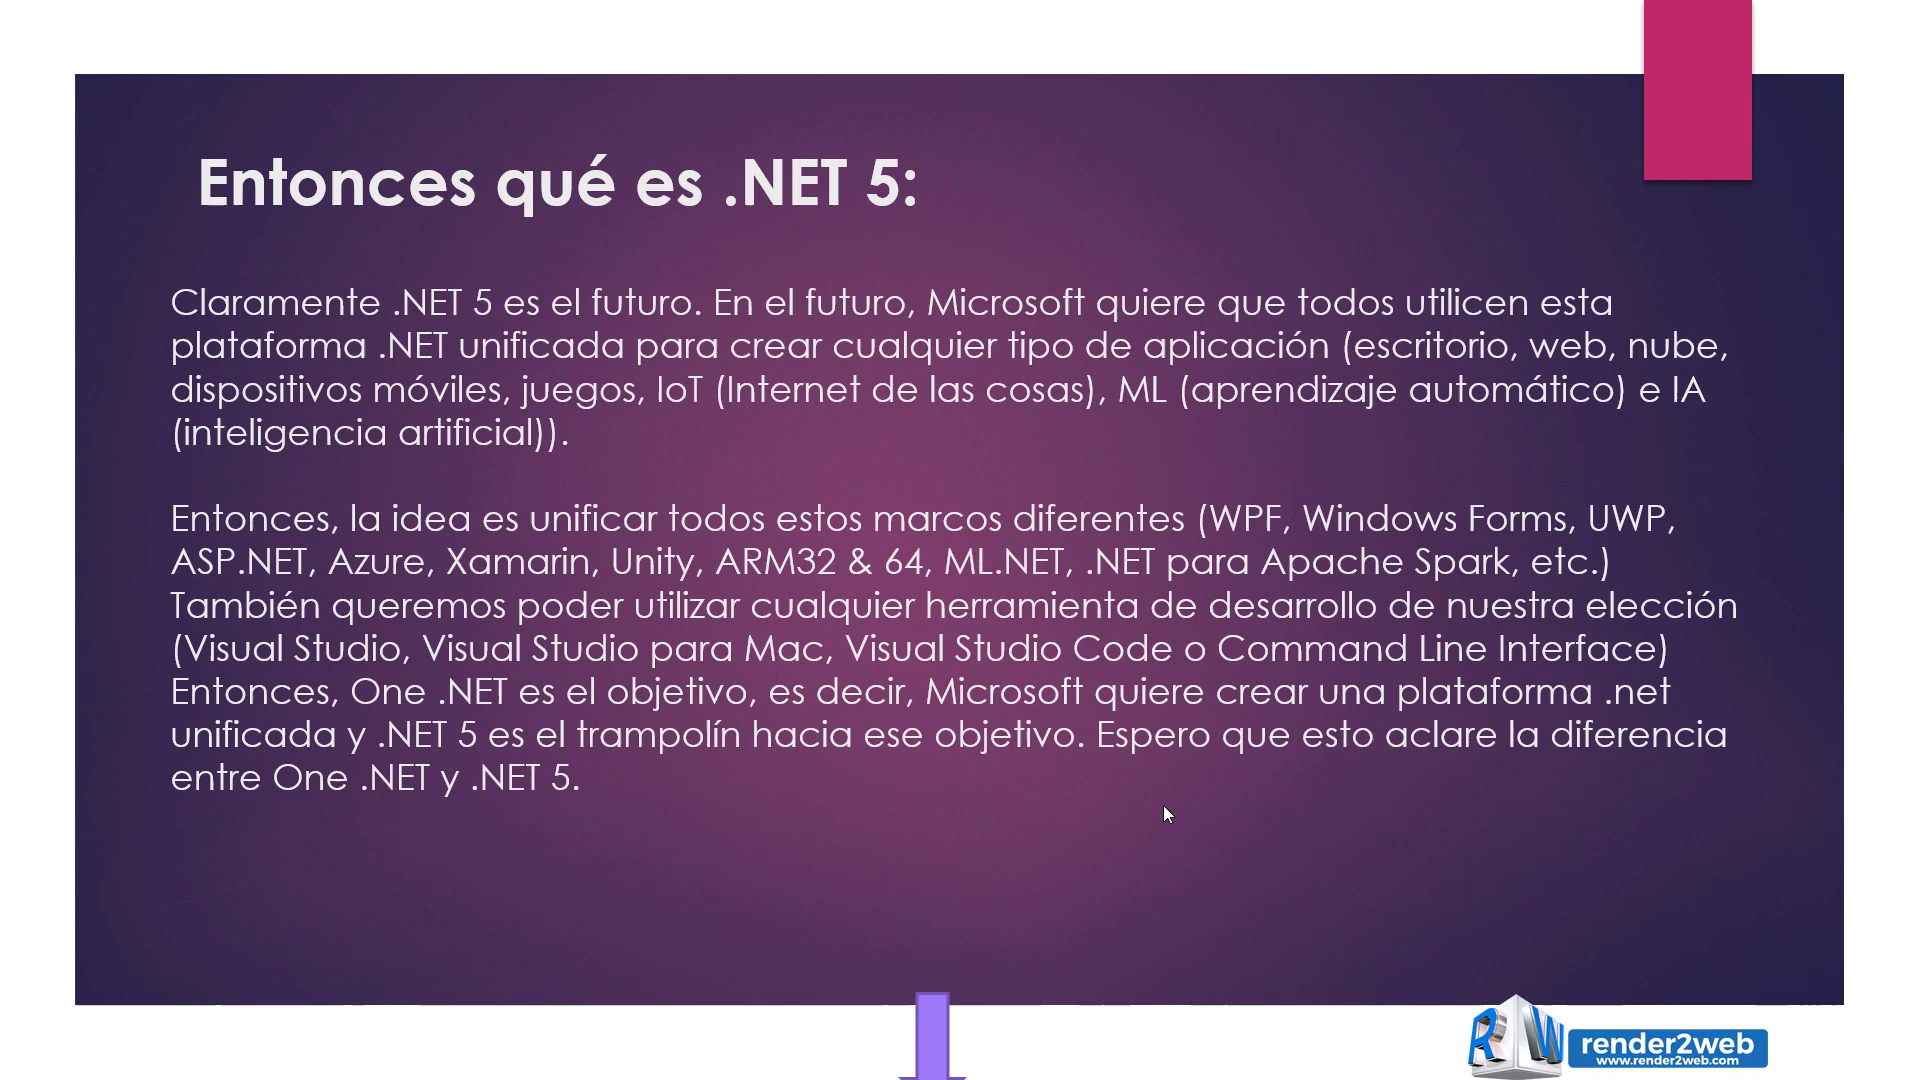 Entonces qué es .NET 5:
Claramente .NET 5 es el futuro. En el futuro, Microsoft quiere que todos utilicen esta
plataforma .NET unificada para crear cualquier tipo de aplicación (escritorio, web, nube,
dispositivos móviles, juegos, IoT (Internet de las cosas), ML (aprendizaje automático) e IA
(inteligencia artificial)).
Entonces, la idea es unificar todos estos marcos diferentes (WPF, Windows Forms, UWP,
ASP.NET, Azure, Xamarin, Unity, ARM32 & 64, ML.NET, .NET para Apache Spark, etc.)
También queremos poder utilizar cualquier herramienta de desarrollo de nuestra elección
(Visual Studio, Visual Studio para Mac, Visual Studio Code o Command Line Interface)
Entonces, One .NET es el objetivo, es decir, Microsoft quiere crear una plataforma .net
unificada y .NET 5 es el trampolín hacia ese objetivo. Espero que esto aclare la diferencia
entre One .NET y .NET 5.
R W
render2web
www.render2web.com